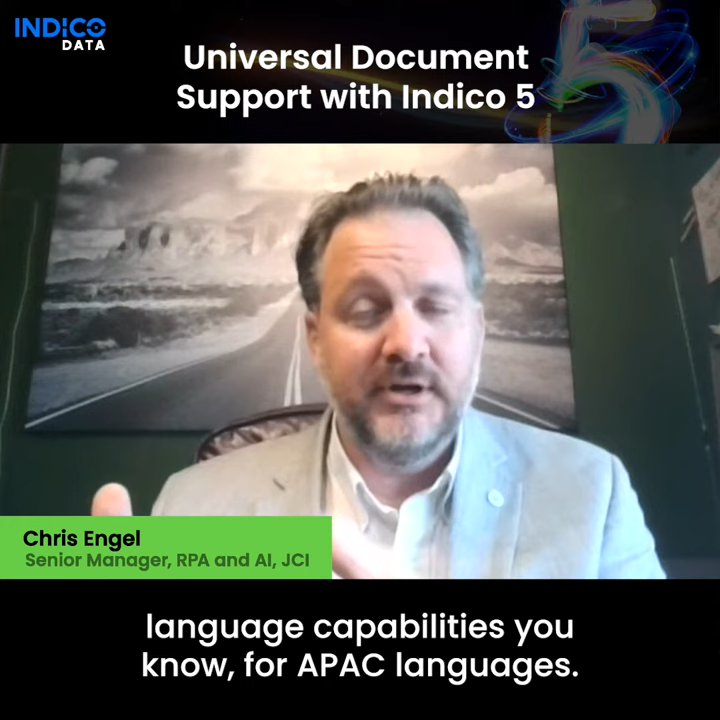 INDICO
DATA
Universal Document
Support with Indico 5
Chris Engel
Senior Manager, RPA and AI, JCI
language capabilities you
know, for APAC languages.